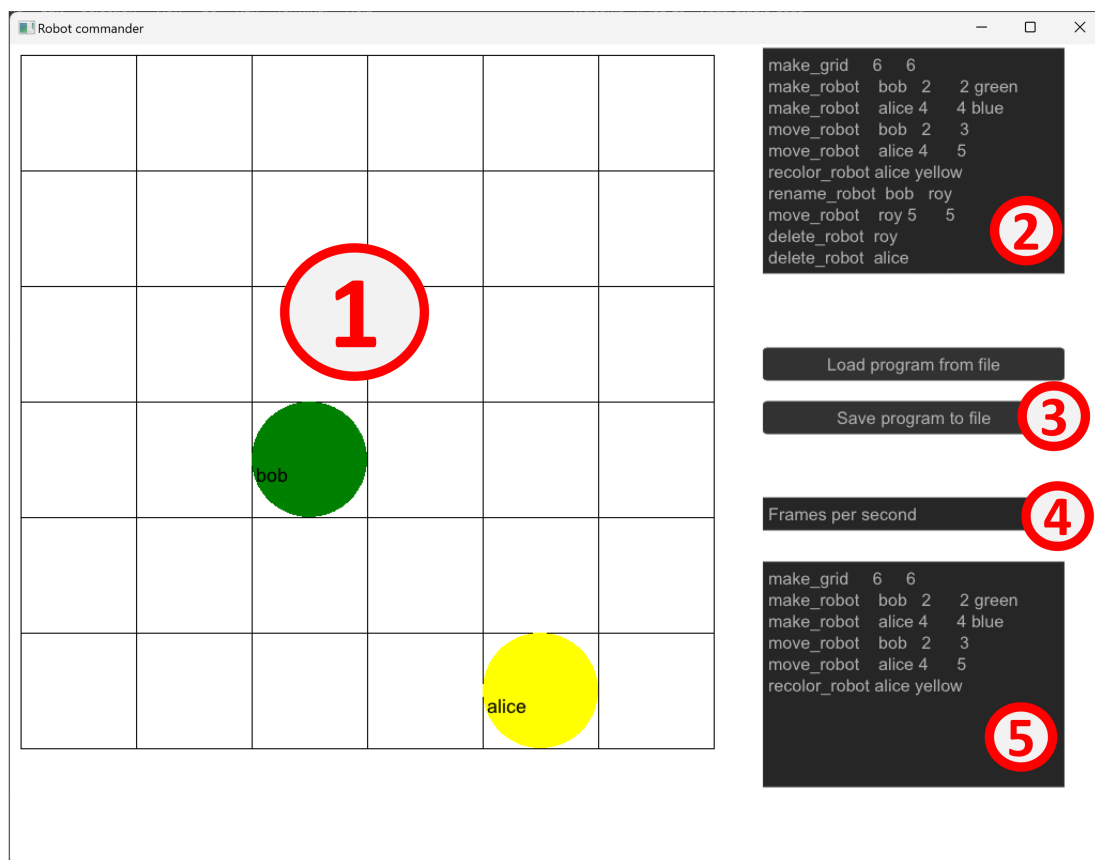 Robot commander
make_grid 6 6
make_robot bob 2 2 green
make_robot alice 4 4 blue
move_robot bob 2 3
move_robot alice 4 5
recolor_robot alice yellow
rename_robot bob roy
move_robot roy 5 5
delete_robot roy
delete_robot alice
2
1
Load program from file
Save program to file
3
bob
Frames per second
4
make_grid 6 6
make_robot bob 2 2 green
make_robot alice 4 4 blue
move_robot bob 2 3
move_robot alice 4 5
recolor_robot alice yellow
5
alice